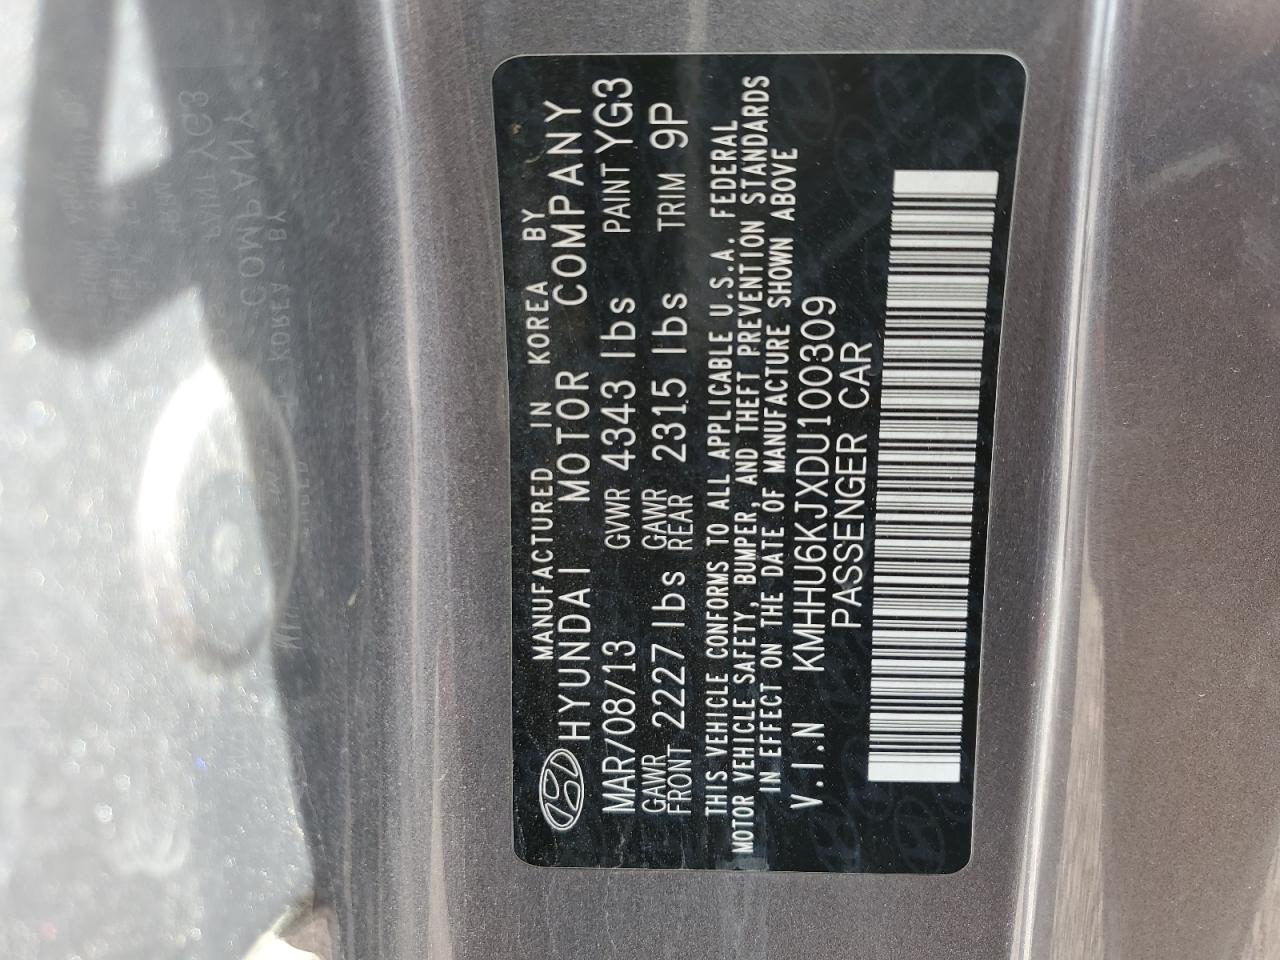 MANUFACTURED IN KOREA BY
HYUNDAI MOTOR COMPANY
MAR/08/13 GVWR 4343 lbs PAINT YG3
GAWR FRONT 2227 lbs GAWR REAR 2315 lbs TRIM 9P
THIS VEHICLE CONFORMS TO ALL APPLICABLE U.S.A. FEDERAL
MOTOR VEHICLE SAFETY, BUMPER, AND THEFT PREVENTION STANDARDS
IN EFFECT ON THE DATE OF MANUFACTURE SHOWN ABOVE
V.I.N KMHHU6KJXDU100309
PASSENGER CAR